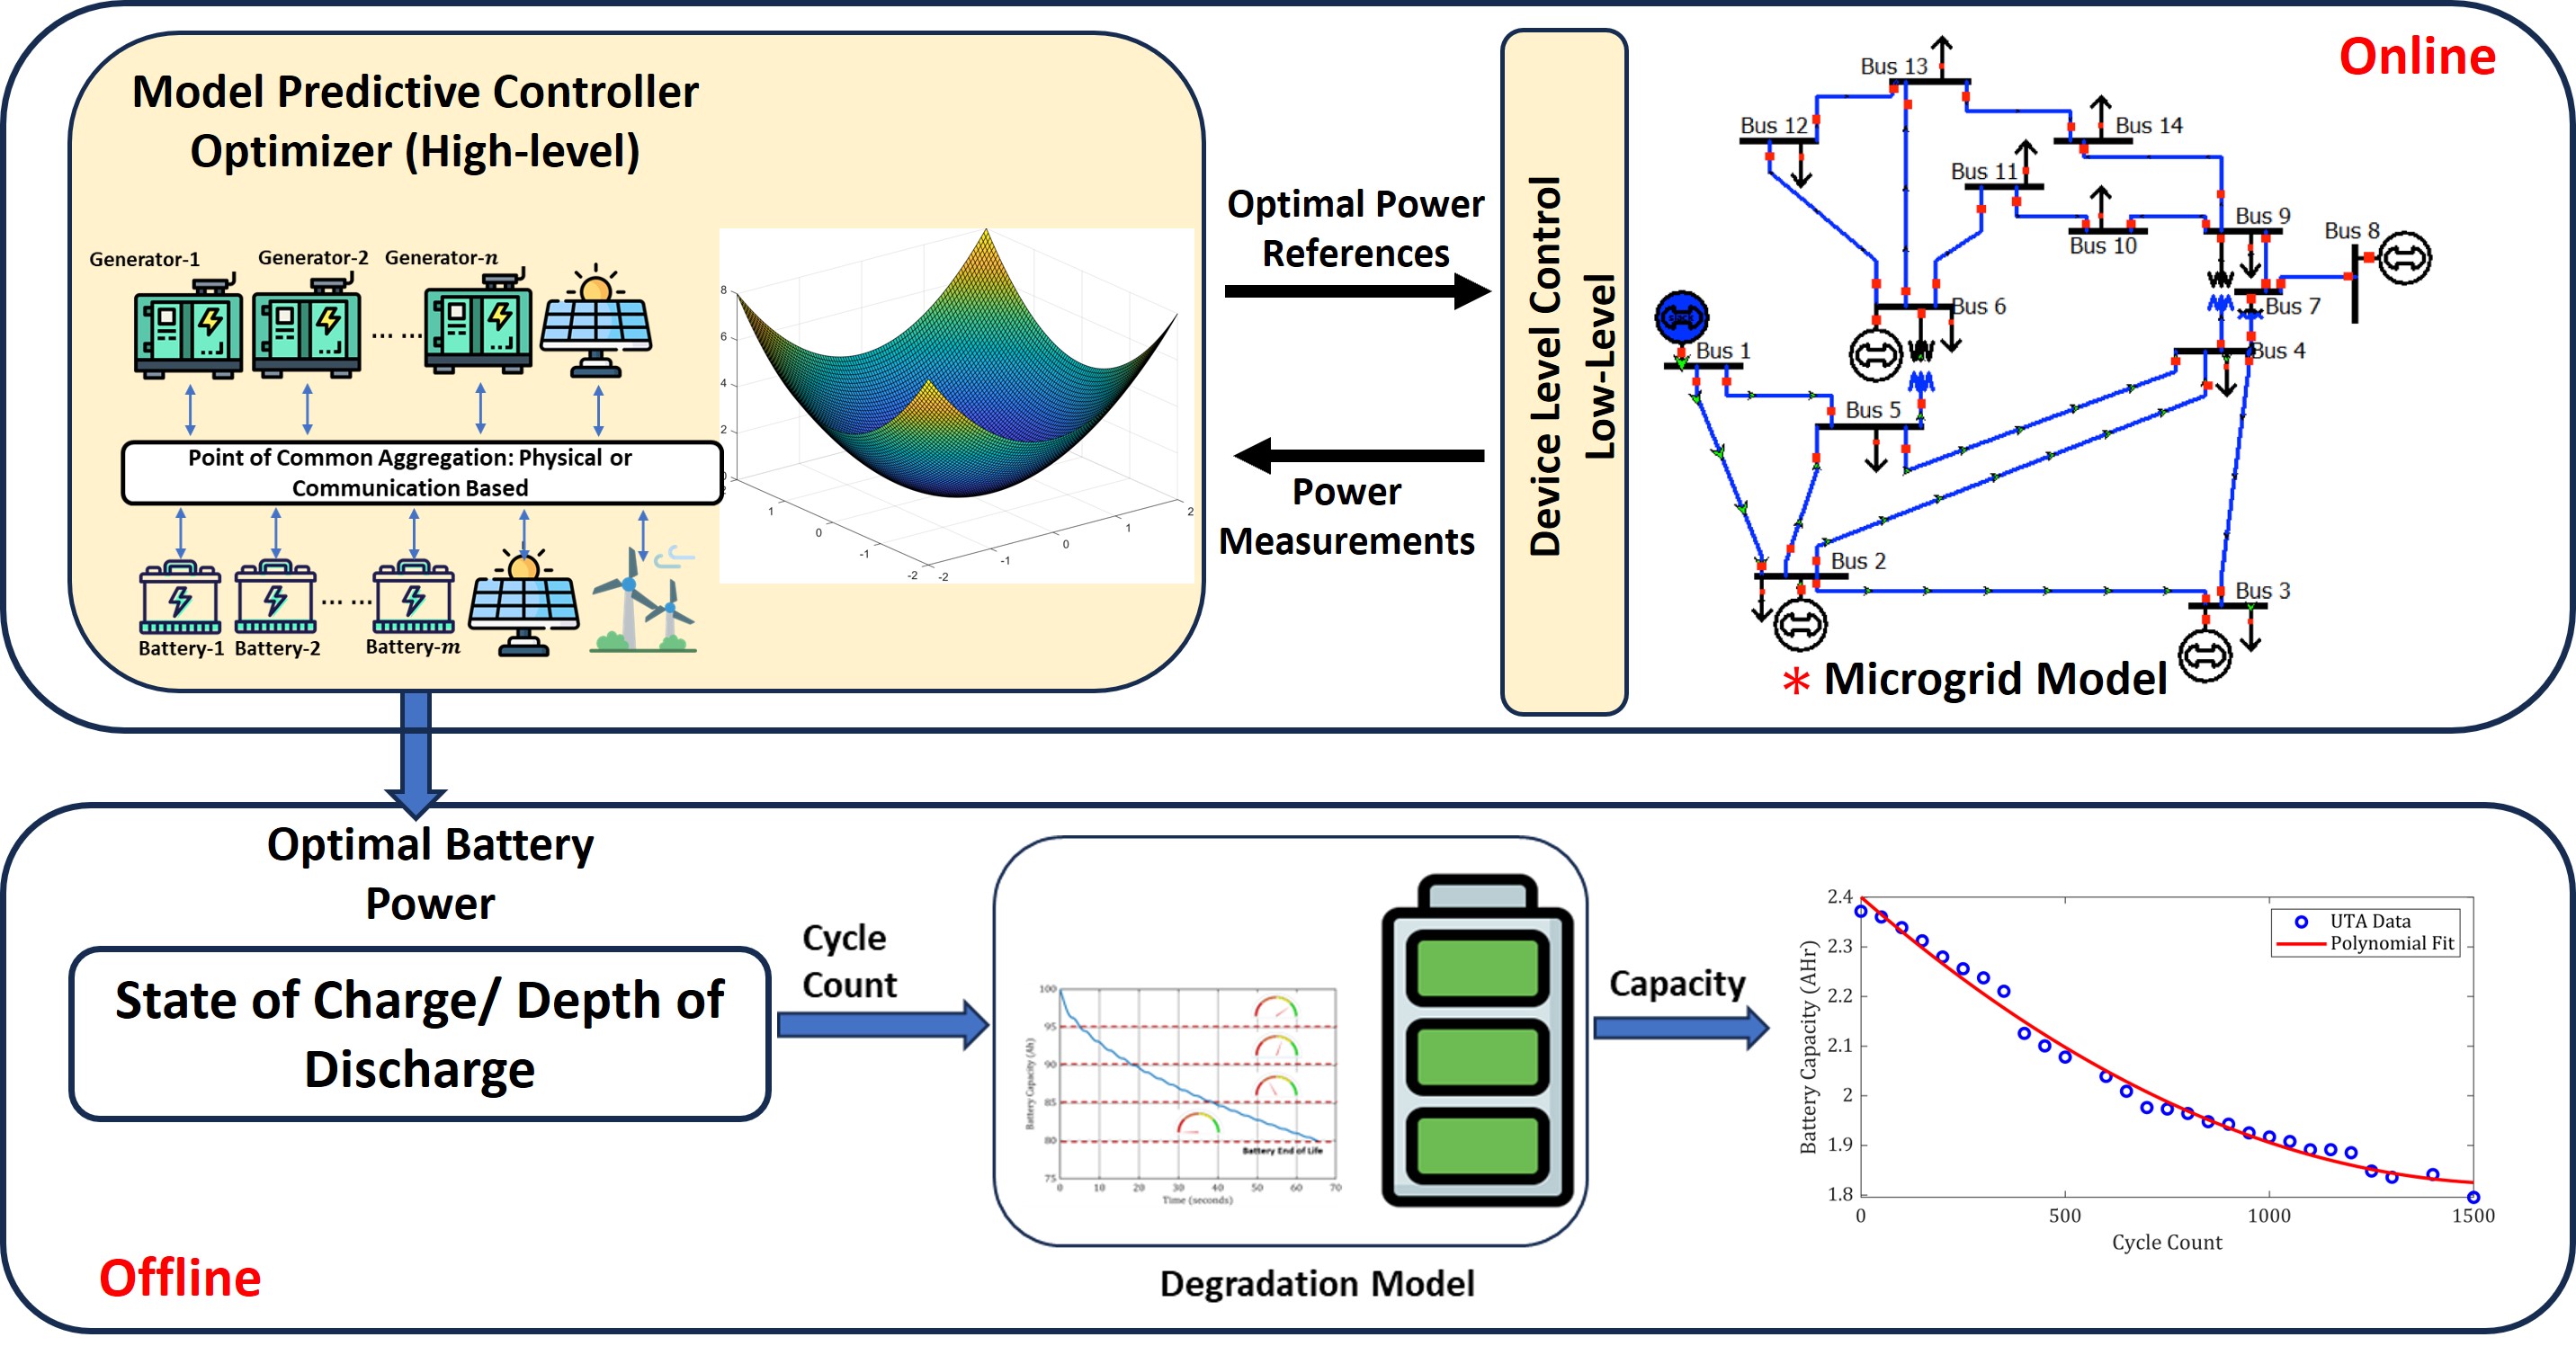 Online
Model Predictive Controller
Optimizer (High-level)
Generator-1
Generator-2
Generator-n
... ...
Point of Common Aggregation: Physical or
Communication Based
... ...
Battery-1
Battery-2
Battery-m
8
6
4
2
0
1
0
-1
-2
-2
-1
0
1
2
Optimal Power
References
Power
Measurements
Device Level Control
Low-Level
Bus 13
Bus 12
Bus 14
Bus 11
Bus 9
Bus 10
Bus 8
Bus 6
Bus 7
Bus 1
Bus 4
Bus 5
Bus 2
Bus 3
* Microgrid Model
Optimal Battery
Power
State of Charge/ Depth of
Discharge
Cycle
Count
100
95
90
85
80
75
Battery Capacity (Ah)
Battery End of Life
0 10 20 30 40 50 60 70
Time (seconds)
Degradation Model
Capacity
2.4
2.3
2.2
2.1
2
1.9
1.8
Battery Capacity (AHr)
UTA Data
Polynomial Fit
0 500 1000 1500
Cycle Count
Offline